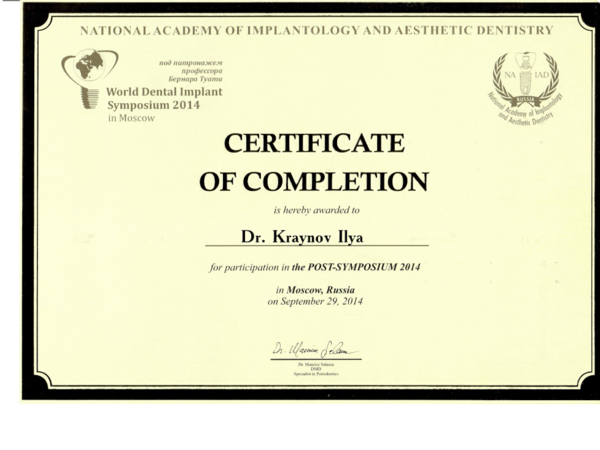 NATIONAL ACADEMY OF IMPLANTOLOGY AND AESTHETIC DENTISTRY
под патронажем
профессора
Бернара Туати
World Dental Implant
Symposium 2014
in Moscow
NA IAD
RUSSIA
National Academy of Implantology
and Aesthetic Dentistry
CERTIFICATE
OF COMPLETION
is hereby awarded to
Dr. Kraynov Ilya
for participation in the POST-SYMPOSIUM 2014
in Moscow, Russia
on September 29, 2014
Dr. Maurice Salama
DMD
Specialist in Periodontics